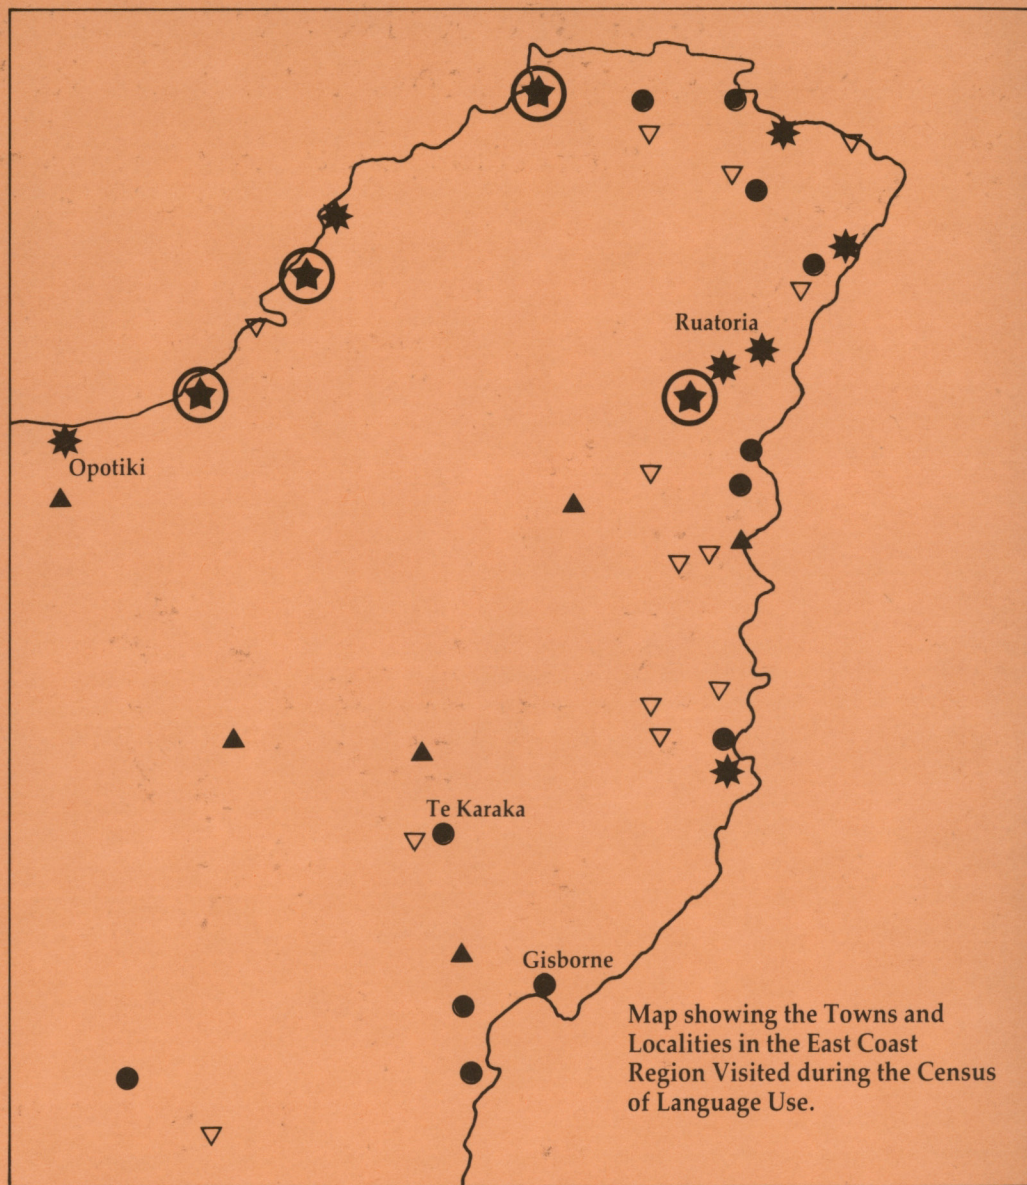 Ruatoria
Opotiki
Te Karaka
Gisborne
Map showing the Towns and
Localities in the East Coast
Region Visited during the Census
of Language Use.